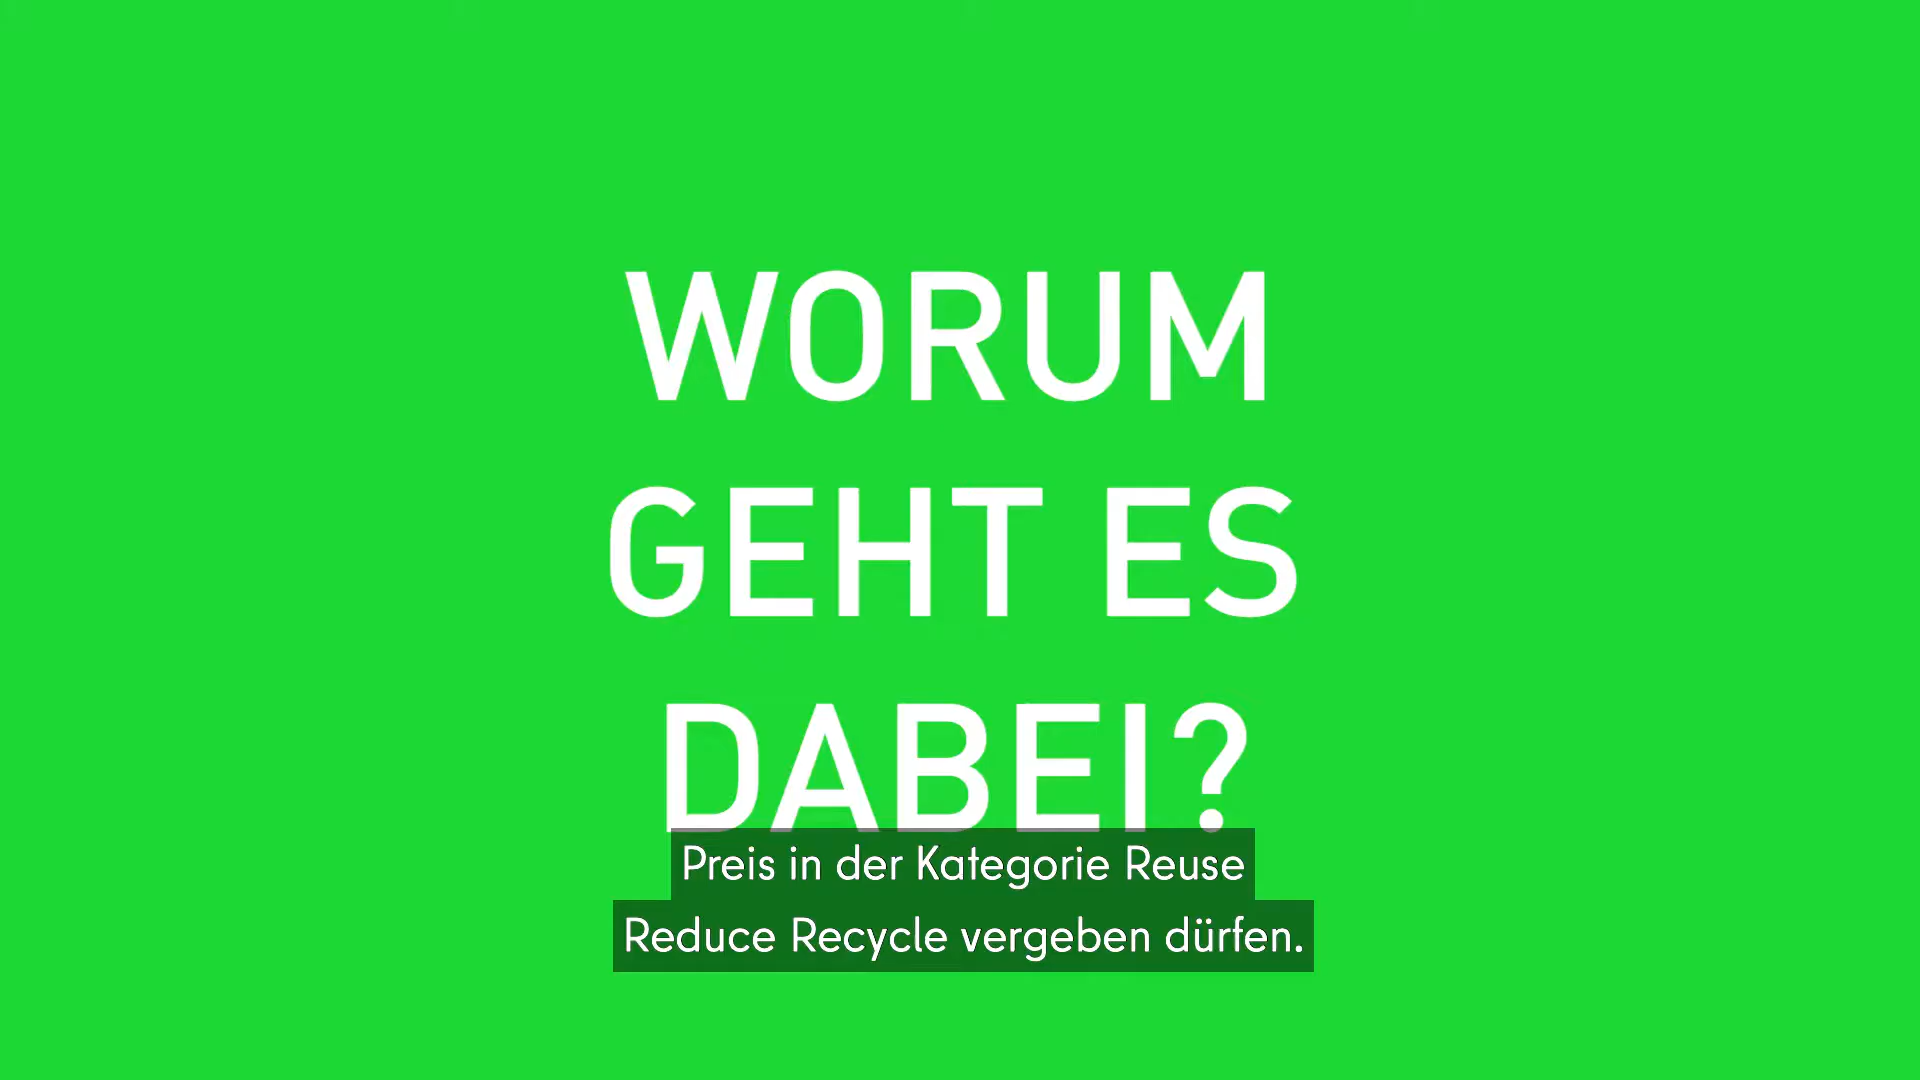 WORUM
GEHT ES
DABEI?
Preis in der Kategorie Reuse
Reduce Recycle vergeben dürfen.